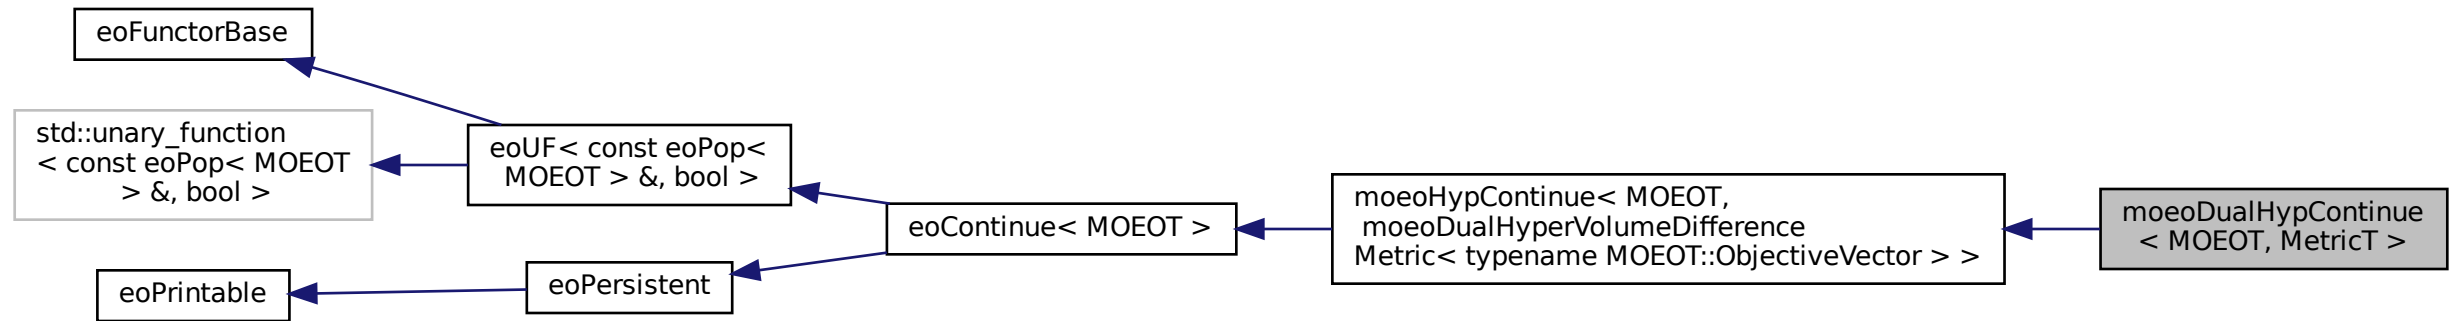 eoFunctorBase
std::unary_function
< const eoPop< MOEOT
> &, bool >
eoPrintable
eoUF< const eoPop<
MOEOT > &, bool >
eoPersistent
eoContinue< MOEOT >
moeoHypContinue< MOEOT,
moeoDualHyperVolumeDifference
Metric< typename MOEOT::ObjectiveVector > >
moeoDualHypContinue
< MOEOT, MetricT >